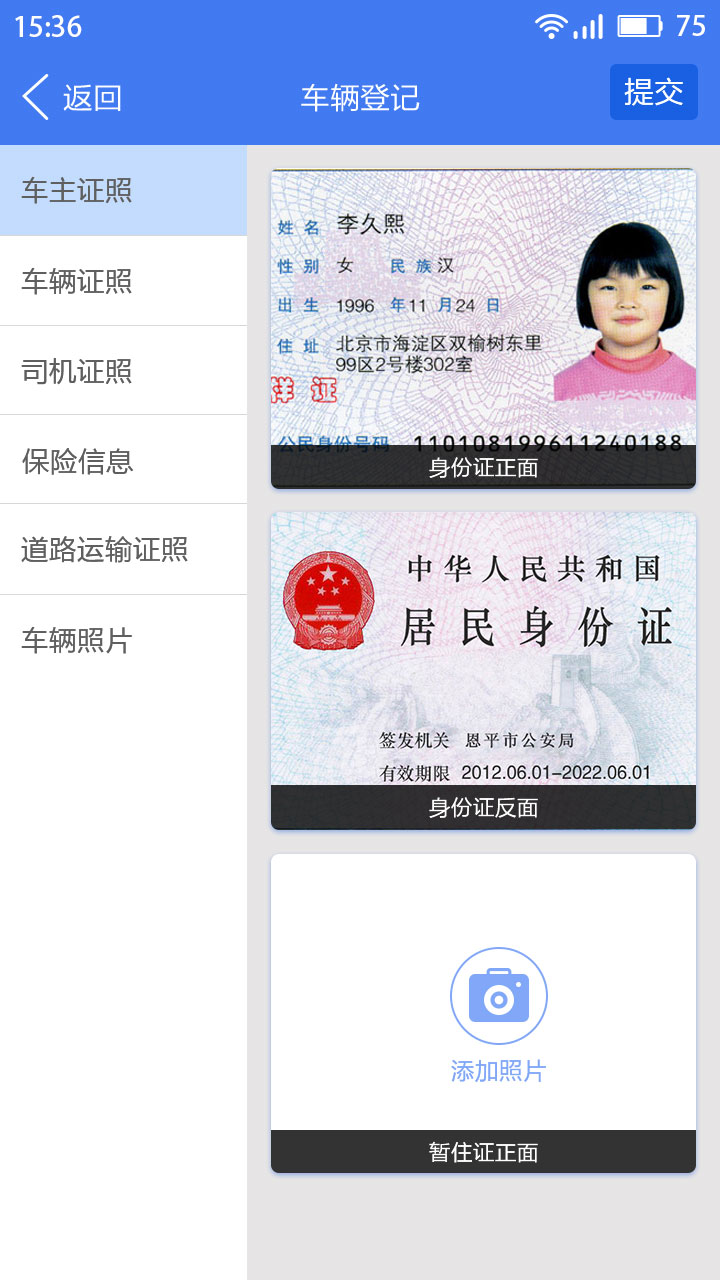 15:36
75
返回
车辆登记
提交
车主证照
车辆证照
司机证照
保险信息
道路运输证照
车辆照片
姓名 李久熙
性别 女 民族 汉
出生 1996 年 11 月 24 日
住址 北京市海淀区双榆树东里
99区2号楼302室
样证
公民身份号码 110108199611240188
身份证正面
中华人民共和国
居民身份证
签发机关 恩平市公安局
有效期限 2012.06.01-2022.06.01
身份证反面
添加照片
暂住证正面